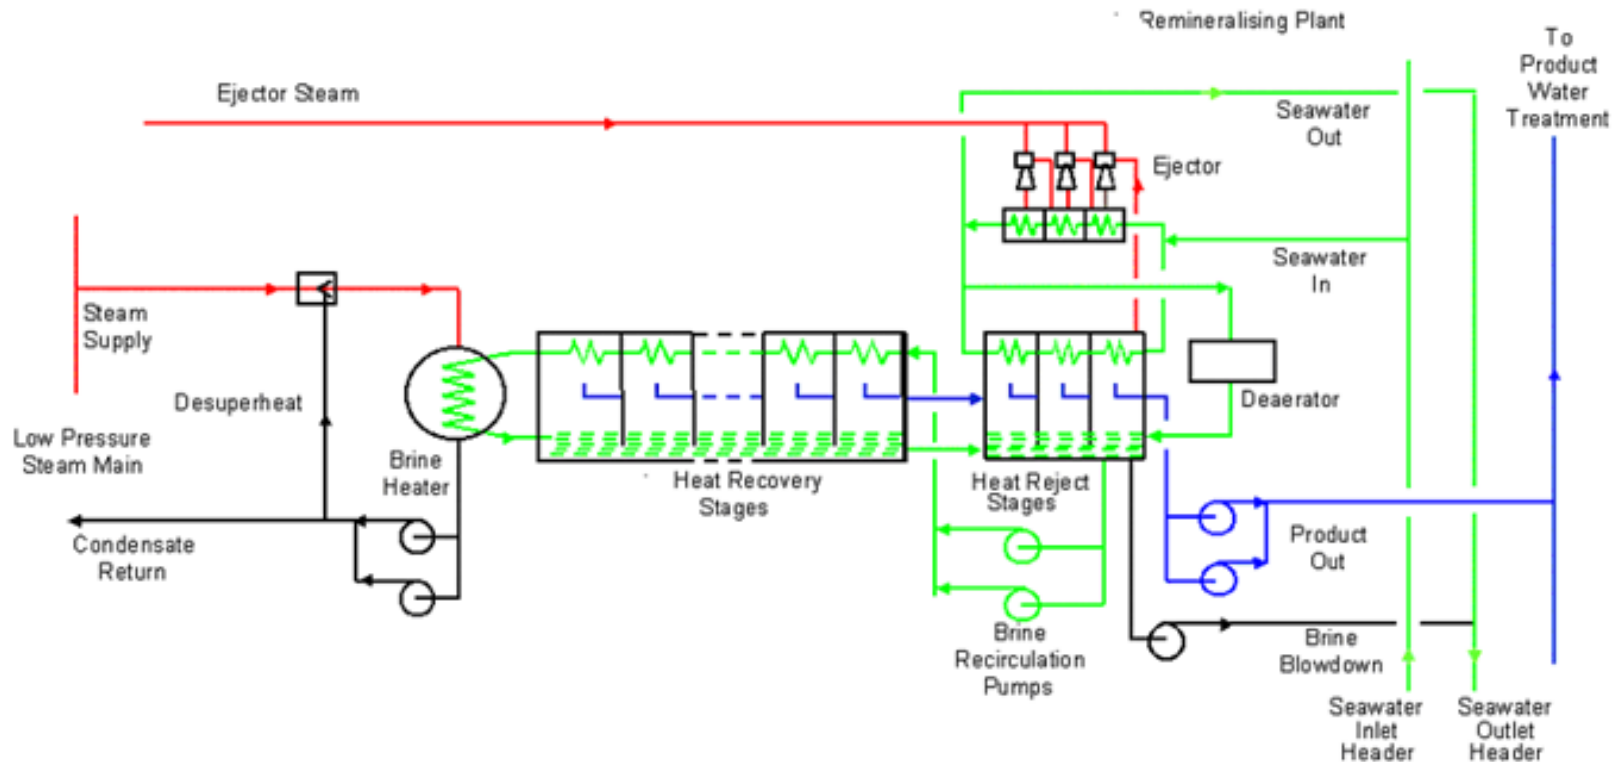 Remineralising Plant
To
Product
Water
Treatment
Ejector Steam
Seawater
Out
Ejector
Seawater
In
Steam
Supply
Desuperheat
Deaerator
Low Pressure
Steam Main
Brine
Heater
Heat Recovery
Stages
Heat Reject
Stages
Condensate
Return
Product
Out
Brine
Recirculation
Pumps
Brine
Blowdown
Seawater
Inlet
Header
Seawater
Outlet
Header